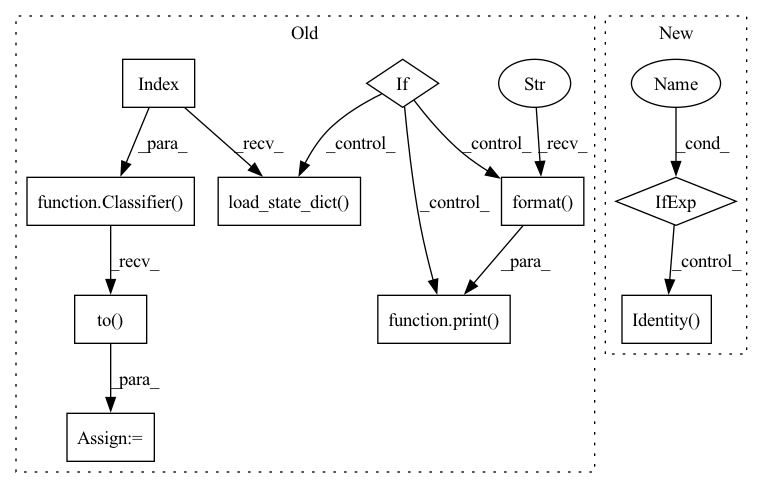 Old
New
Index
If
Str
Name
_para_
_recv_
_control_
_control_
_recv_
_cond_
function.Classifier()
load_state_dict()
_control_
format()
IfExp
_recv_
_para_
_control_
to()
function.print()
Identity()
_para_
Assign:=